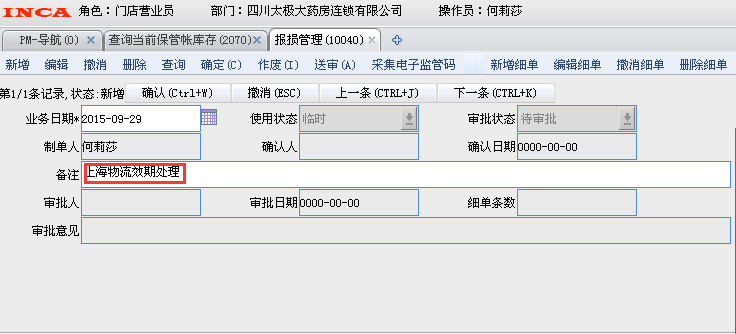 INCA 角色：门店营业员 部门：四川太极大药房连锁有限公司 操作员：何莉莎
PM-导航(0) 查询当前保管帐库存(2070) 报损管理(10040)
新增 编辑 撤消 删除 查询 确定(C) 作废(I) 送审(A) 采集电子监管码 新增细单 编辑细单 撤消细单 删除细单
第1/1条记录,状态:新增 确认(Ctrl+W) 撤消(ESC) 上一条(CTRL+J) 下一条(CTRL+K)
业务日期* 2015-09-29 使用状态 临时 审批状态 待审批
制单人 何莉莎 确认人 确认日期 0000-00-00
备注 上海物流效期处理
审批人 审批日期 0000-00-00 细单条数
审批意见